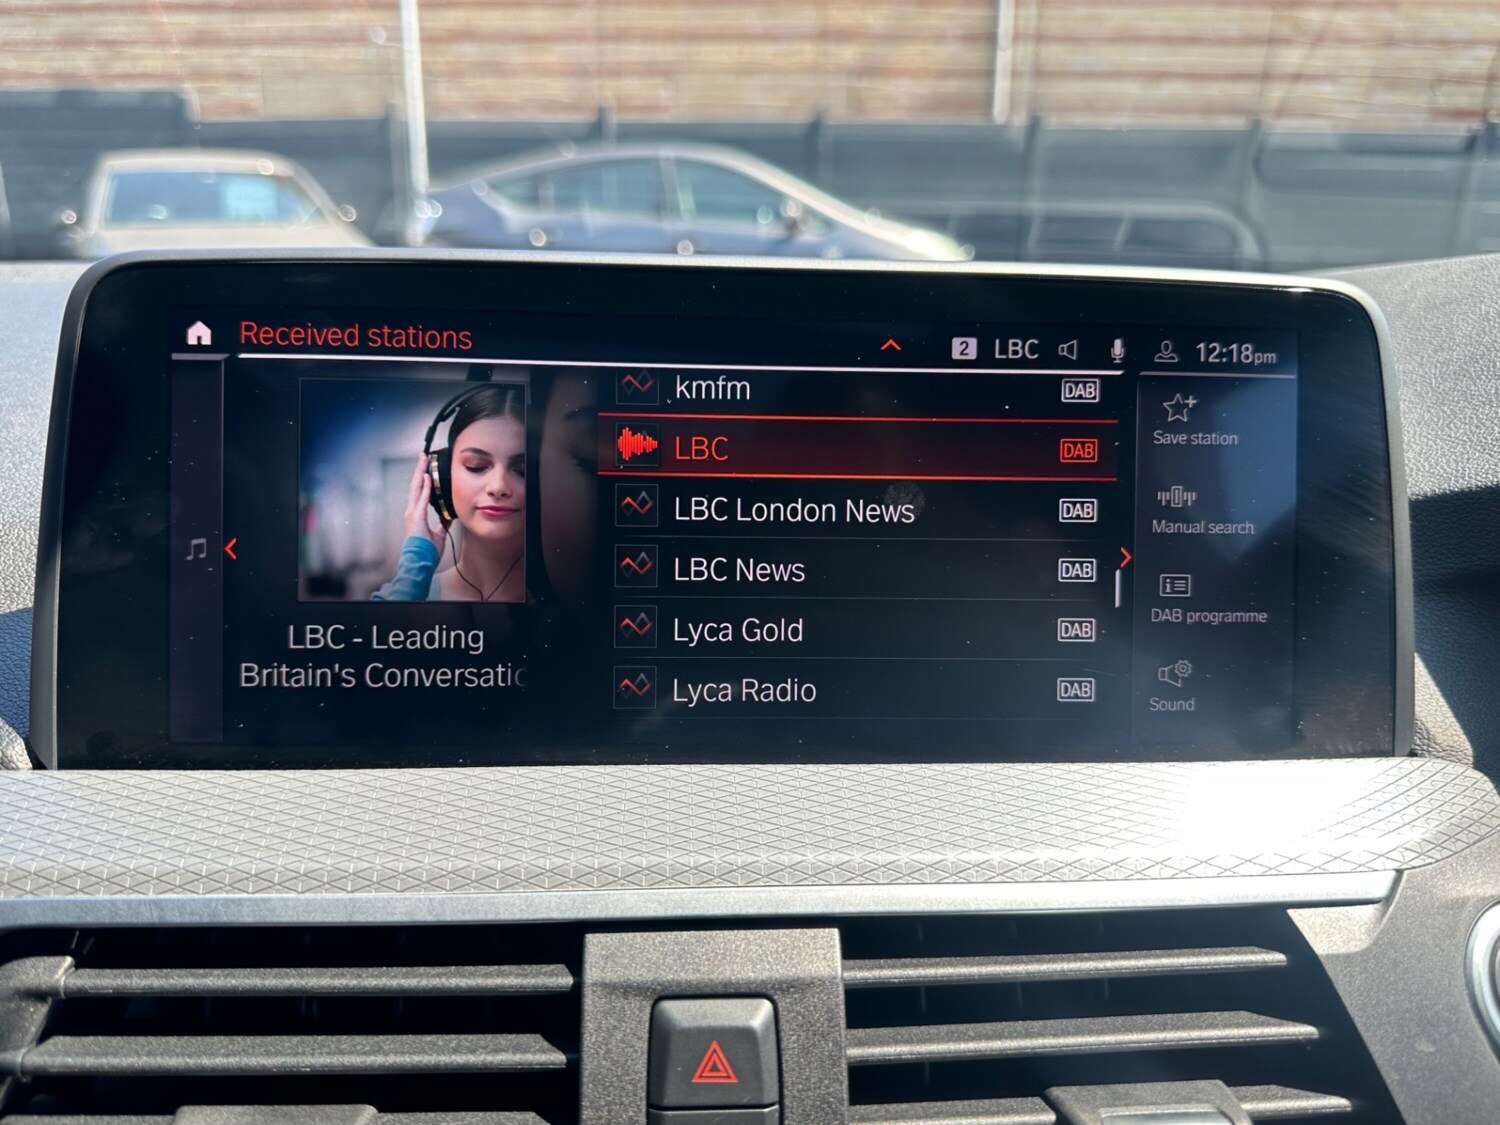 Received stations
2 LBC 12:18pm
kmfm DAB
LBC DAB
LBC London News DAB
LBC News DAB
Lyca Gold DAB
Lyca Radio DAB
LBC - Leading
Britain's Conversatic
Save station
Manual search
DAB programme
Sound